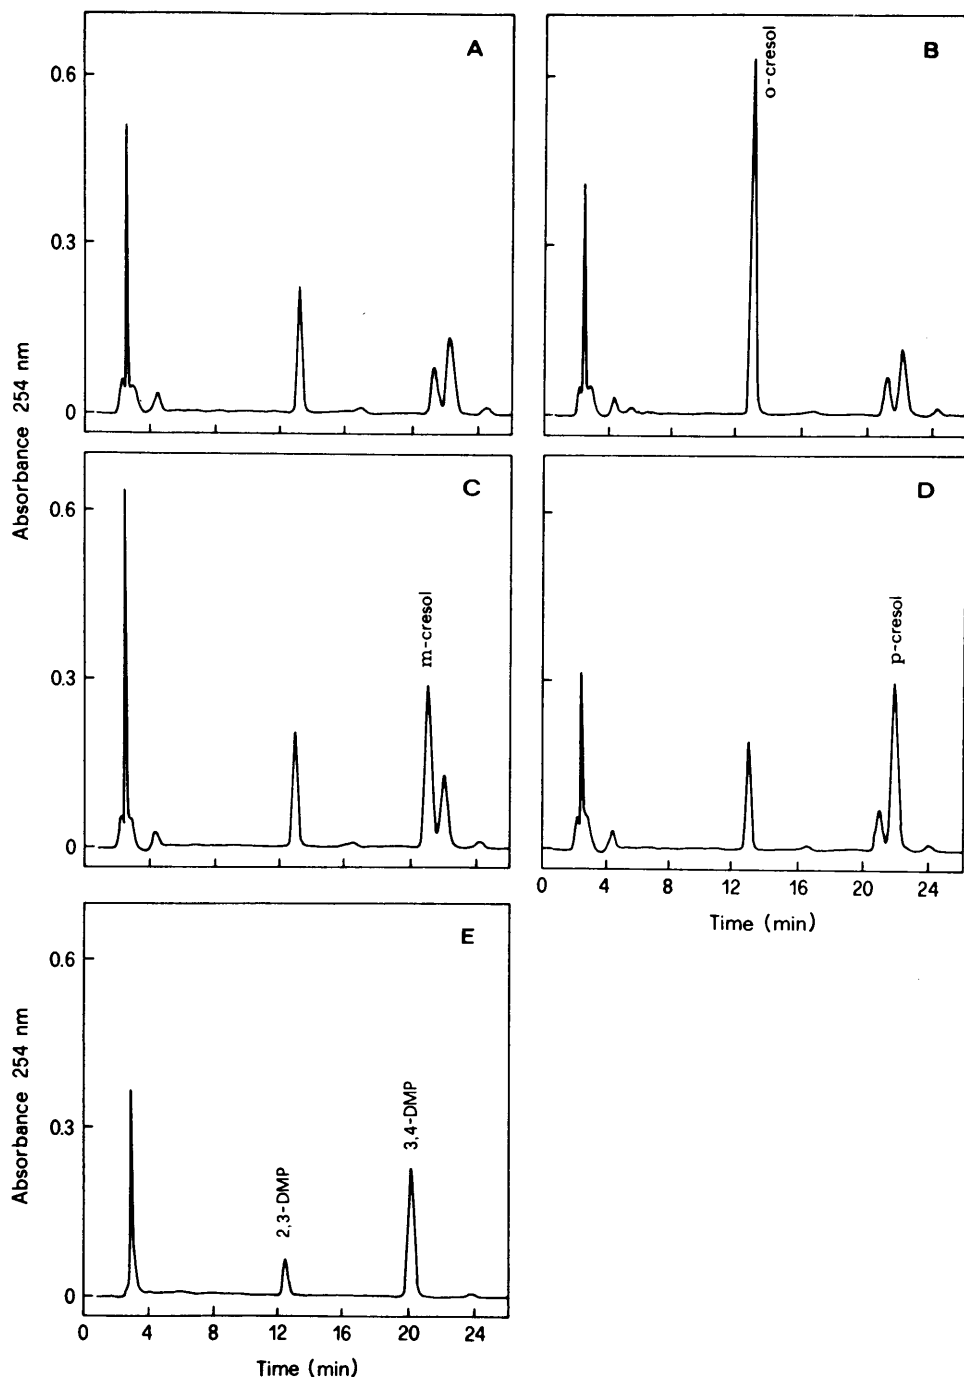 A
B
o-cresol
0.6
0.3
0
Absorbance 254 nm
C
D
m-cresol
p-cresol
0.6
0.3
0
0 4 8 12 16 20 24
Time (min)
E
2,3-DMP
3,4-DMP
0.6
0.3
0
Absorbance 254 nm
0 4 8 12 16 20 24
Time (min)